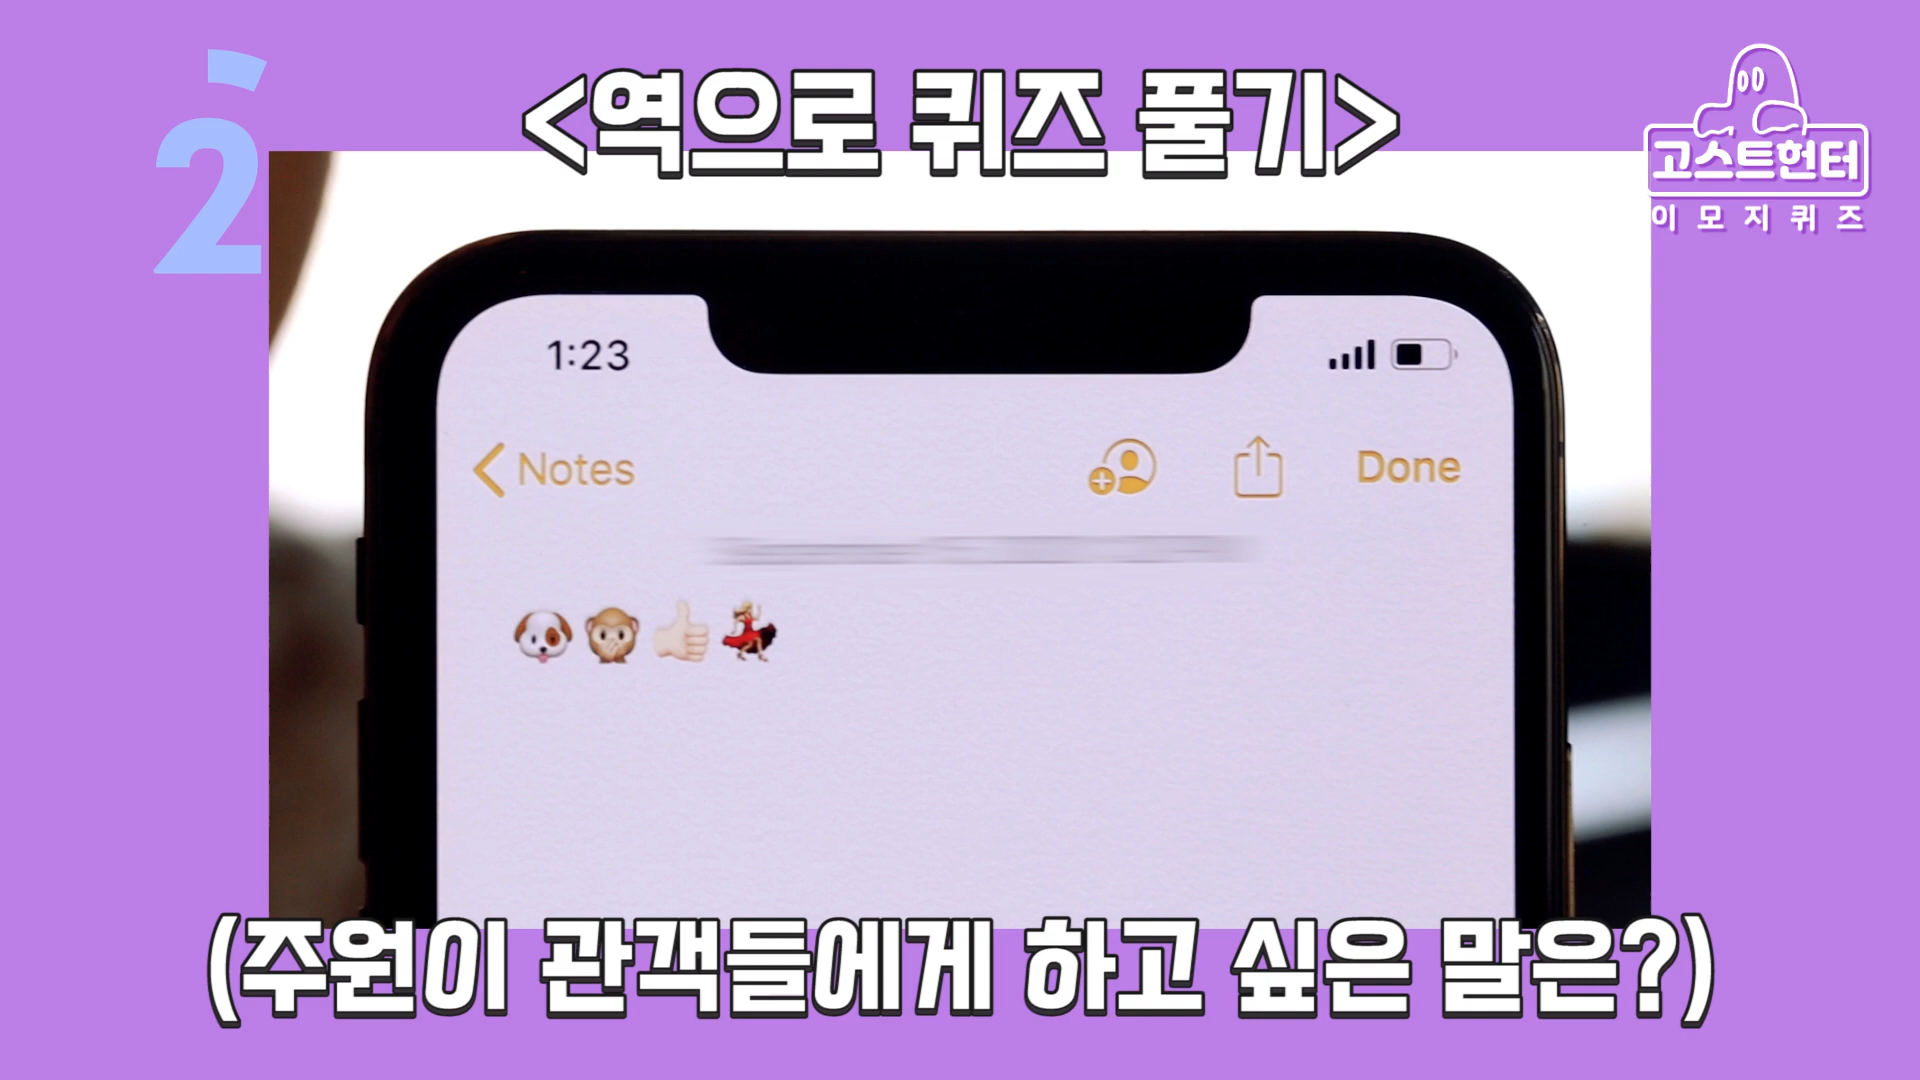 2
<역으로 퀴즈 풀기>
고스트헌터
이모지퀴즈
1:23
Notes
Done
(주원이 관객들에게 하고 싶은 말은?)